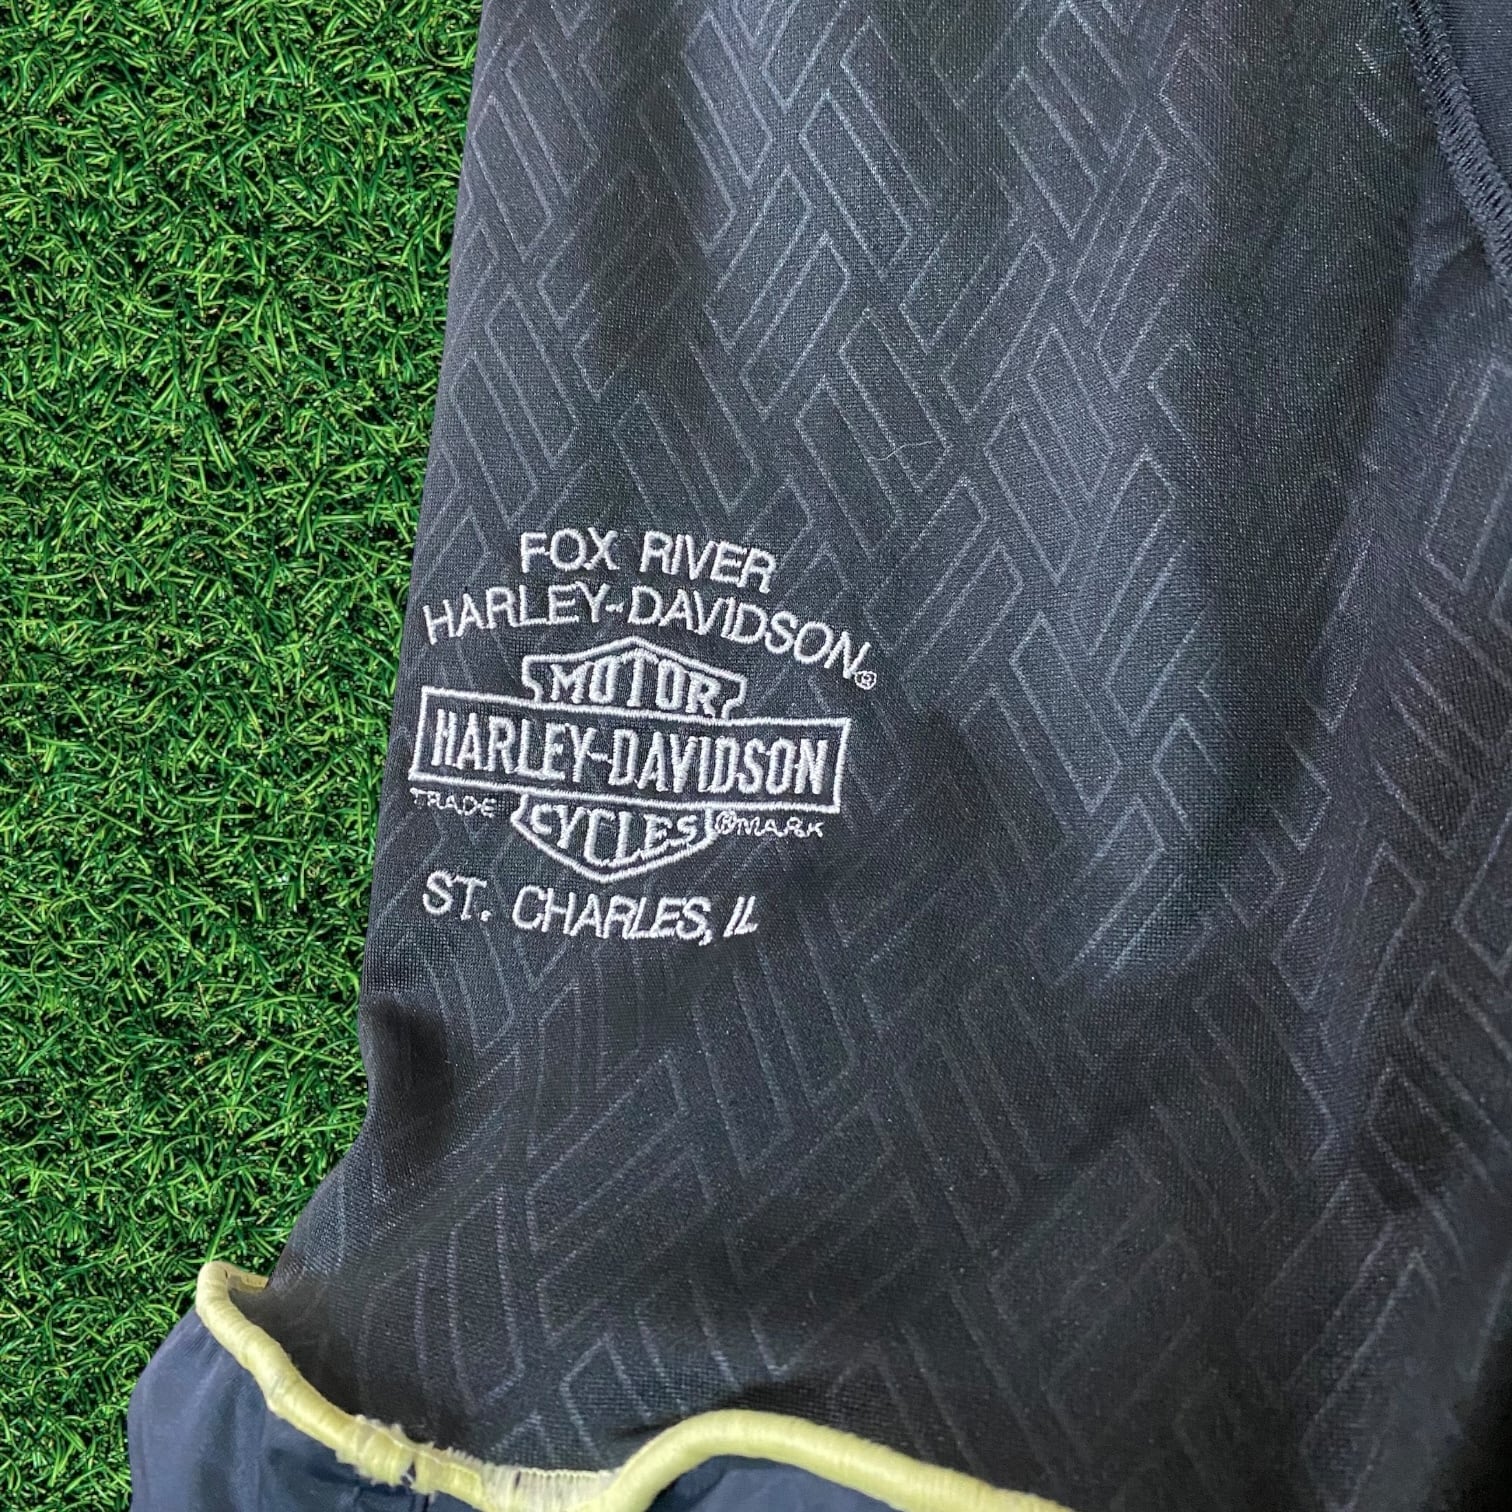 FOX RIVER
HARLEY-DAVIDSON®
MOTOR
HARLEY-DAVIDSON
TRADE CYCLES ® MARK
ST. CHARLES, IL